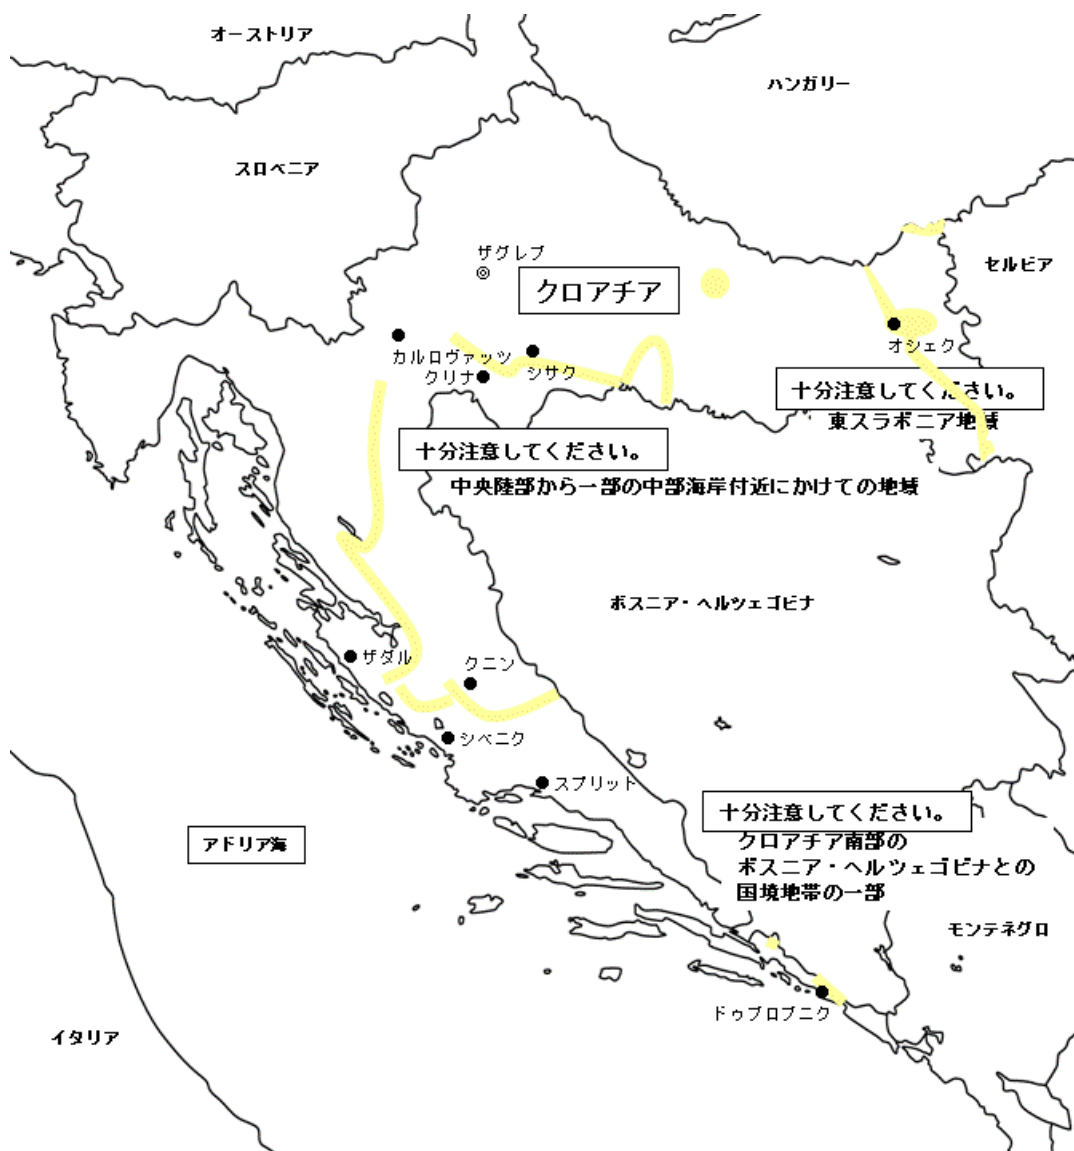 オーストリア
ハンガリー
スロベニア
ザグレブ
セルビア
クロアチア
カルロヴァッツ
シサク
オシェク
クリナ
十分注意してください。
東スラボニア地域
十分注意してください。
中央陸部から一部の中部海岸付近にかけての地域
ボスニア・ヘルツェゴビナ
ザダル
クニン
シベニク
スプリット
十分注意してください。
クロアチア南部の
ボスニア・ヘルツェゴビナとの
国境地帯の一部
アドリア海
モンテネグロ
ドゥブロブニク
イタリア